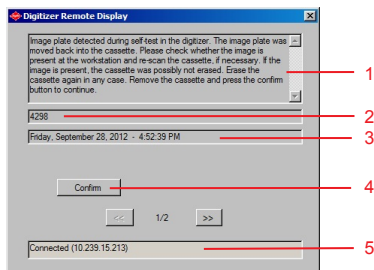 Digitizer Remote Display
Image plate detected during self-test in the digitizer. The image plate was
moved back into the cassette. Please check whether the image is
present at the workstation and re-scan the cassette, if necessary. If the
image is present, the cassette was possibly not erased. Erase the
cassette again in any case. Remove the cassette and press the confirm
button to continue.
1
4298
2
Friday, September 28, 2012 - 4:52:39 PM
3
Confirm
4
<< 1/2 >>
Connected (10.239.15.213)
5